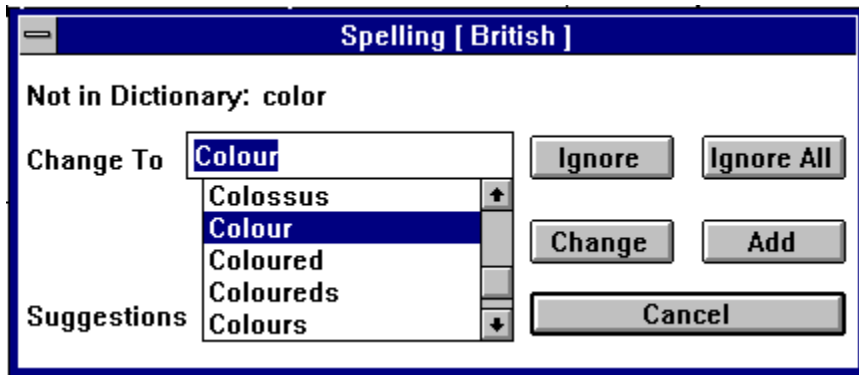 Spelling [ British ]
Not in Dictionary: color
Change To Colour Ignore Ignore All
Colossus
Colour
Coloured
Coloureds
Colours
Change Add
Suggestions
Cancel